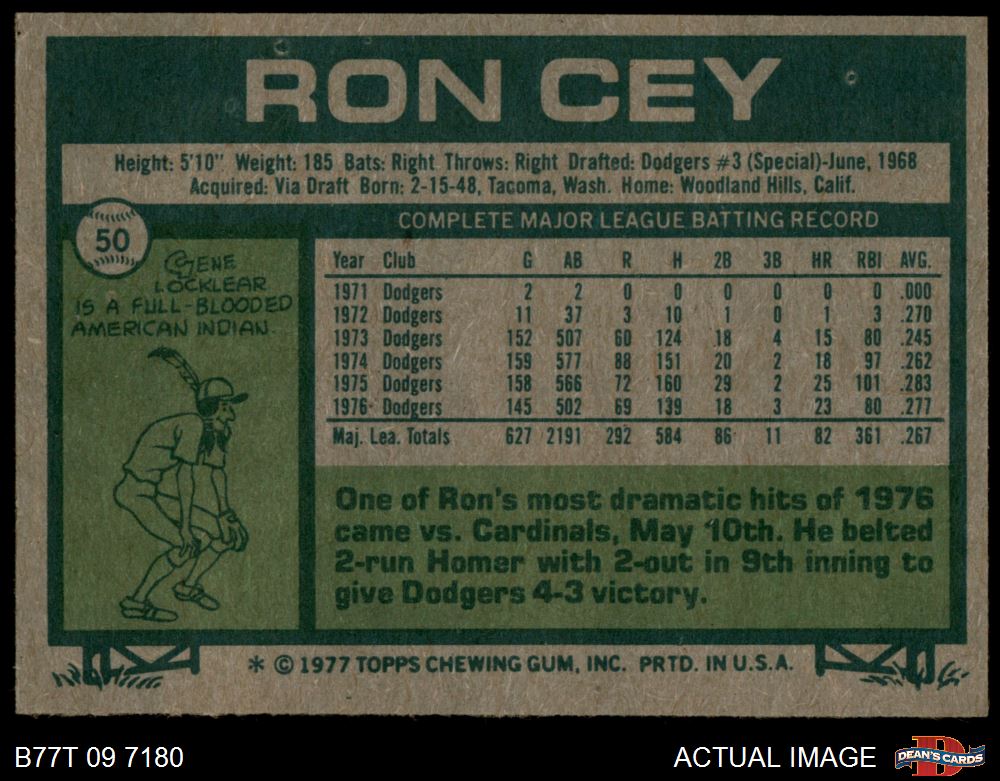 RON CEY
Height: 5'10" Weight: 185 Bats: Right Throws: Right Drafted: Dodgers #3 (Special)-June, 1968
Acquired: Via Draft Born: 2-15-48, Tacoma, Wash. Home: Woodland Hills, Calif.
50
GENE
LOCKLEAR
IS A FULL-BLOODED
AMERICAN INDIAN.
COMPLETE MAJOR LEAGUE BATTING RECORD
Year Club G AB R H 2B 3B HR RBI AVG.
1971 Dodgers 2 2 0 0 0 0 0 0 .000
1972 Dodgers 11 37 3 10 1 0 1 3 .270
1973 Dodgers 152 507 60 124 18 4 15 80 .245
1974 Dodgers 159 577 88 151 20 2 18 97 .262
1975 Dodgers 158 566 72 160 29 2 25 101 .283
1976 Dodgers 145 502 69 139 18 3 23 80 .277
Maj. Lea. Totals 627 2191 292 584 86 11 82 361 .267
One of Ron's most dramatic hits of 1976
came vs. Cardinals, May 10th. He belted
2-run Homer with 2-out in 9th inning to
give Dodgers 4-3 victory.
* © 1977 TOPPS CHEWING GUM, INC. PRTD. IN U.S.A.
B77T 09 7180
ACTUAL IMAGE
D
DEAN'S CARDS